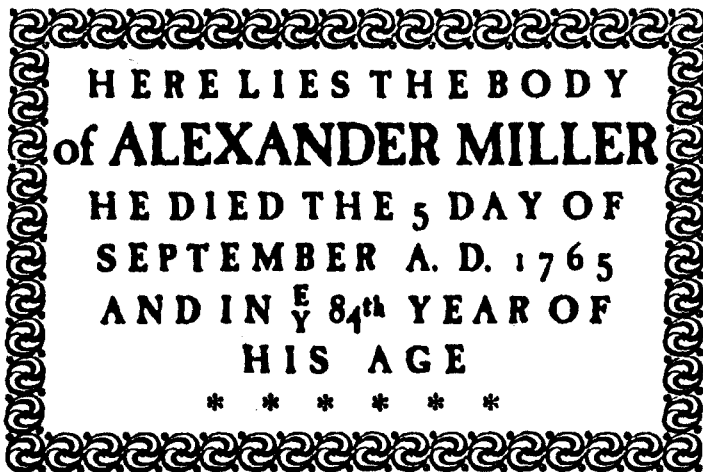 HERE LIES THE BODY
of ALEXANDER MILLER
HE DIED THE 5 DAY OF
SEPTEMBER A. D. 1765
AND IN YE 84th YEAR OF
HIS AGE
* * * * * *